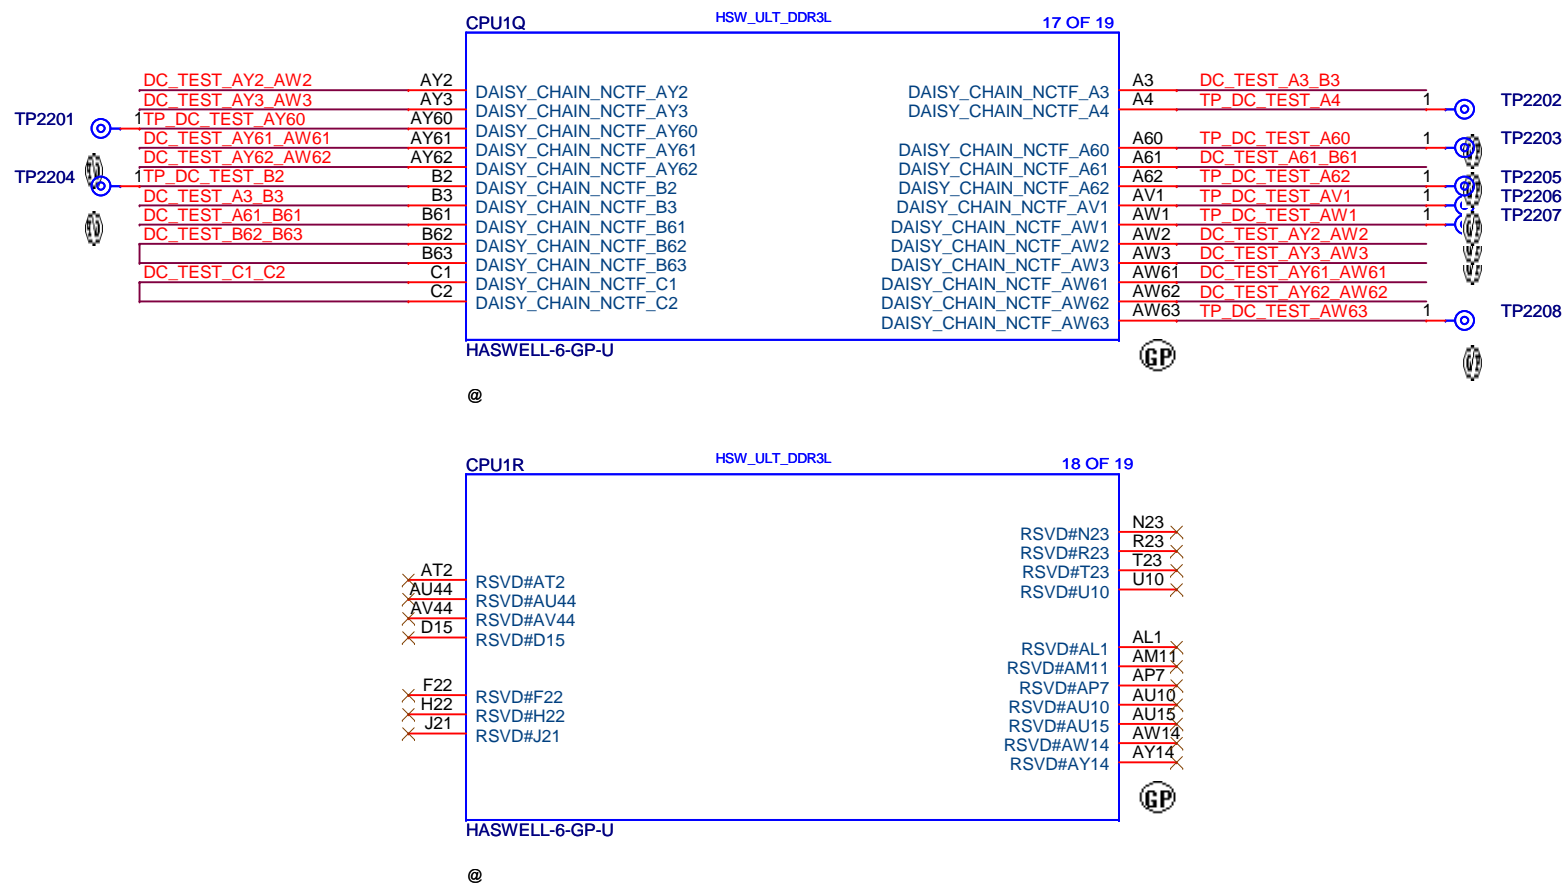 CPU1Q HSW_ULT_DDR3L 17 OF 19
DC_TEST_AY2_AW2 AY2 DAISY_CHAIN_NCTF_AY2
DC_TEST_AY3_AW3 AY3 DAISY_CHAIN_NCTF_AY3
TP2201 1 TP_DC_TEST_AY60 AY60 DAISY_CHAIN_NCTF_AY60
DC_TEST_AY61_AW61 AY61 DAISY_CHAIN_NCTF_AY61
DC_TEST_AY62_AW62 AY62 DAISY_CHAIN_NCTF_AY62
TP2204 1 TP_DC_TEST_B2 B2 DAISY_CHAIN_NCTF_B2
DC_TEST_A3_B3 B3 DAISY_CHAIN_NCTF_B3
DC_TEST_A61_B61 B61 DAISY_CHAIN_NCTF_B61
DC_TEST_B62_B63 B62 DAISY_CHAIN_NCTF_B62
B63 DAISY_CHAIN_NCTF_B63
DC_TEST_C1_C2 C1 DAISY_CHAIN_NCTF_C1
C2 DAISY_CHAIN_NCTF_C2
DAISY_CHAIN_NCTF_A3 A3 DC_TEST_A3_B3
DAISY_CHAIN_NCTF_A4 A4 TP_DC_TEST_A4 1 TP2202
DAISY_CHAIN_NCTF_A60 A60 TP_DC_TEST_A60 1 TP2203
DAISY_CHAIN_NCTF_A61 A61 DC_TEST_A61_B61
DAISY_CHAIN_NCTF_A62 A62 TP_DC_TEST_A62 1 TP2205
DAISY_CHAIN_NCTF_AV1 AV1 TP_DC_TEST_AV1 1 TP2206
DAISY_CHAIN_NCTF_AW1 AW1 TP_DC_TEST_AW1 1 TP2207
DAISY_CHAIN_NCTF_AW2 AW2 DC_TEST_AY2_AW2
DAISY_CHAIN_NCTF_AW3 AW3 DC_TEST_AY3_AW3
DAISY_CHAIN_NCTF_AW61 AW61 DC_TEST_AY61_AW61
DAISY_CHAIN_NCTF_AW62 AW62 DC_TEST_AY62_AW62
DAISY_CHAIN_NCTF_AW63 AW63 TP_DC_TEST_AW63 1 TP2208
HASWELL-6-GP-U GP
@
CPU1R HSW_ULT_DDR3L 18 OF 19
AT2 RSVD#AT2
AU44 RSVD#AU44
AV44 RSVD#AV44
D15 RSVD#D15
F22 RSVD#F22
H22 RSVD#H22
J21 RSVD#J21
RSVD#N23 N23
RSVD#R23 R23
RSVD#T23 T23
RSVD#U10 U10
RSVD#AL1 AL1
RSVD#AM11 AM11
RSVD#AP7 AP7
RSVD#AU10 AU10
RSVD#AU15 AU15
RSVD#AW14 AW14
RSVD#AY14 AY14
GP
HASWELL-6-GP-U
@